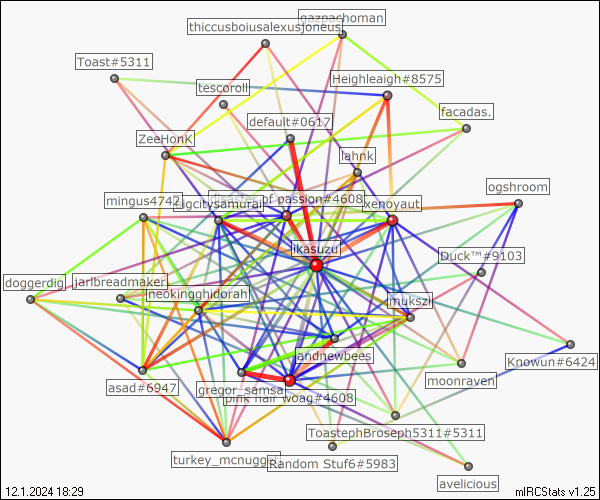 gazpachoman
thiccusboiusalexusjoneus
Toast#5311
Heighleigh#8575
tescoroll
facadas.
default#0617
ZeeHonK
lahnk
ogshroom
disaster of passion#4608
mingus4742
bigcitysamurai
xenoyaut
ikasuzu
Duck™#9103
doggerdig
jarlbreadmaker
neokingghidorah
mukszi
andnewbees
Knowun#6424
asad#6947
gregor_samsa
moonraven
pink hair woag#4608
ToastephBroseph5311#5311
turkey_mcnugget
Random Stuf6#5983
avelicious
12.1.2024 18:29
mIRCStats v1.25